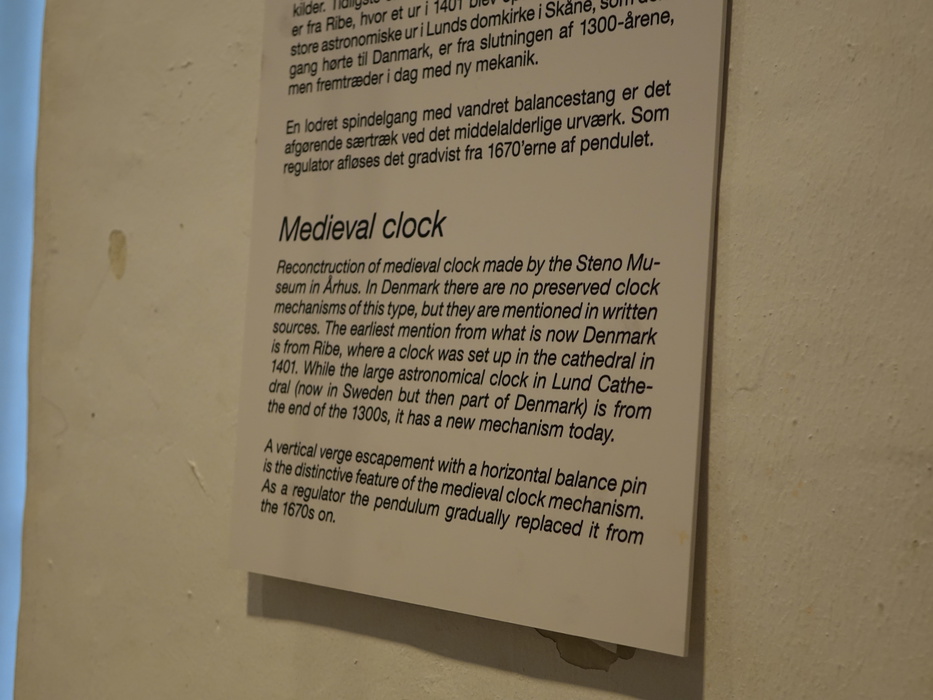 kilder. Tidligste
er fra Ribe, hvor et ur i 1401 blev
store astronomiske ur i Lunds domkirke i Skåne, som
gang hørte til Danmark, er fra slutningen af 1300-årene,
men fremtræder i dag med ny mekanik.
En lodret spindelgang med vandret balancestang er det
afgørende særtræk ved det middelalderlige urværk. Som
regulator afløses det gradvist fra 1670'erne af pendulet.
Medieval clock
Reconctruction of medieval clock made by the Steno Mu-
seum in Århus. In Denmark there are no preserved clock
mechanisms of this type, but they are mentioned in written
sources. The earliest mention from what is now Denmark
is from Ribe, where a clock was set up in the cathedral in
1401. While the large astronomical clock in Lund Cathe-
dral (now in Sweden but then part of Denmark) is from
the end of the 1300s, it has a new mechanism today.
A vertical verge escapement with a horizontal balance pin
is the distinctive feature of the medieval clock mechanism.
As a regulator the pendulum gradually replaced it from
the 1670s on.